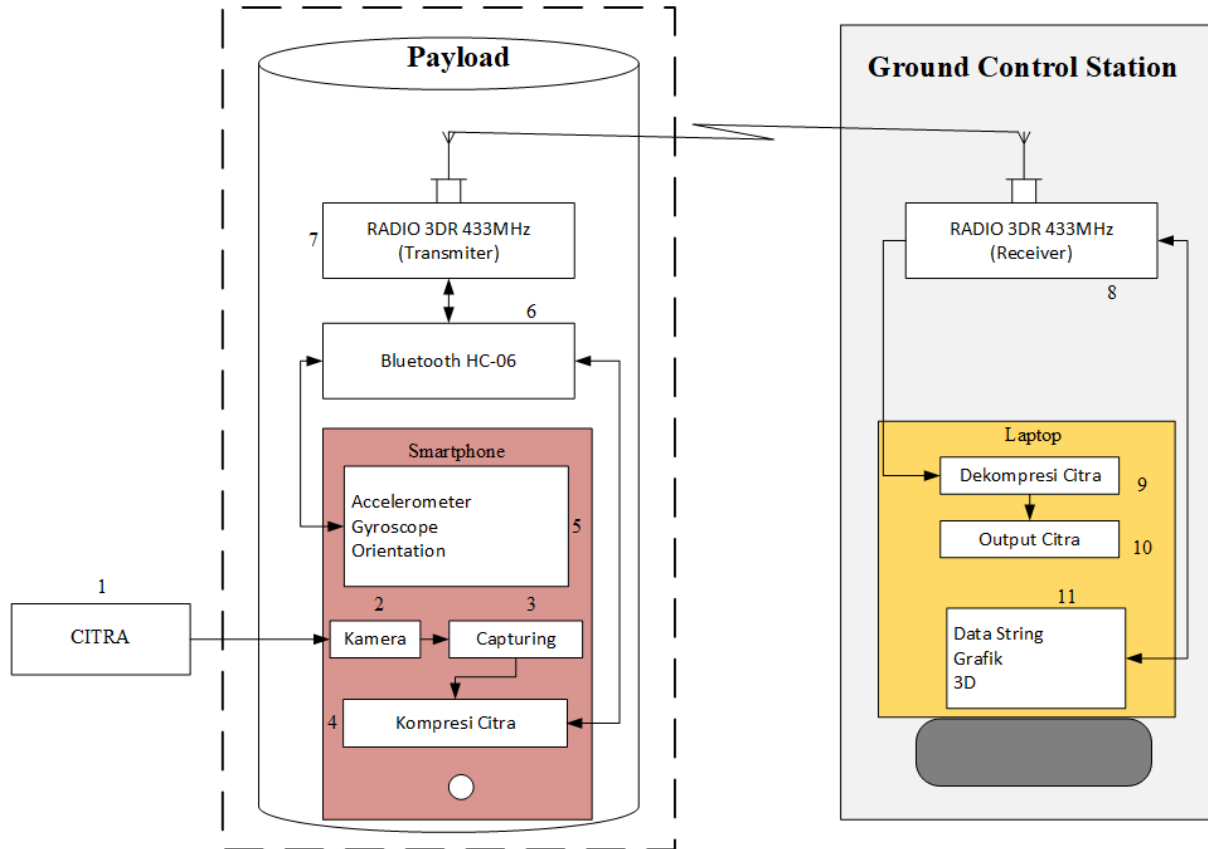 Payload
Ground Control Station
RADIO 3DR 433MHz
(Transmiter)
7
RADIO 3DR 433MHz
(Receiver)
8
6
Bluetooth HC-06
Smartphone
Accelerometer
Gyroscope
Orientation
5
Laptop
Dekompresi Citra
9
Output Citra
10
1
CITRA
2
3
Kamera
Capturing
4
Kompresi Citra
11
Data String
Grafik
3D